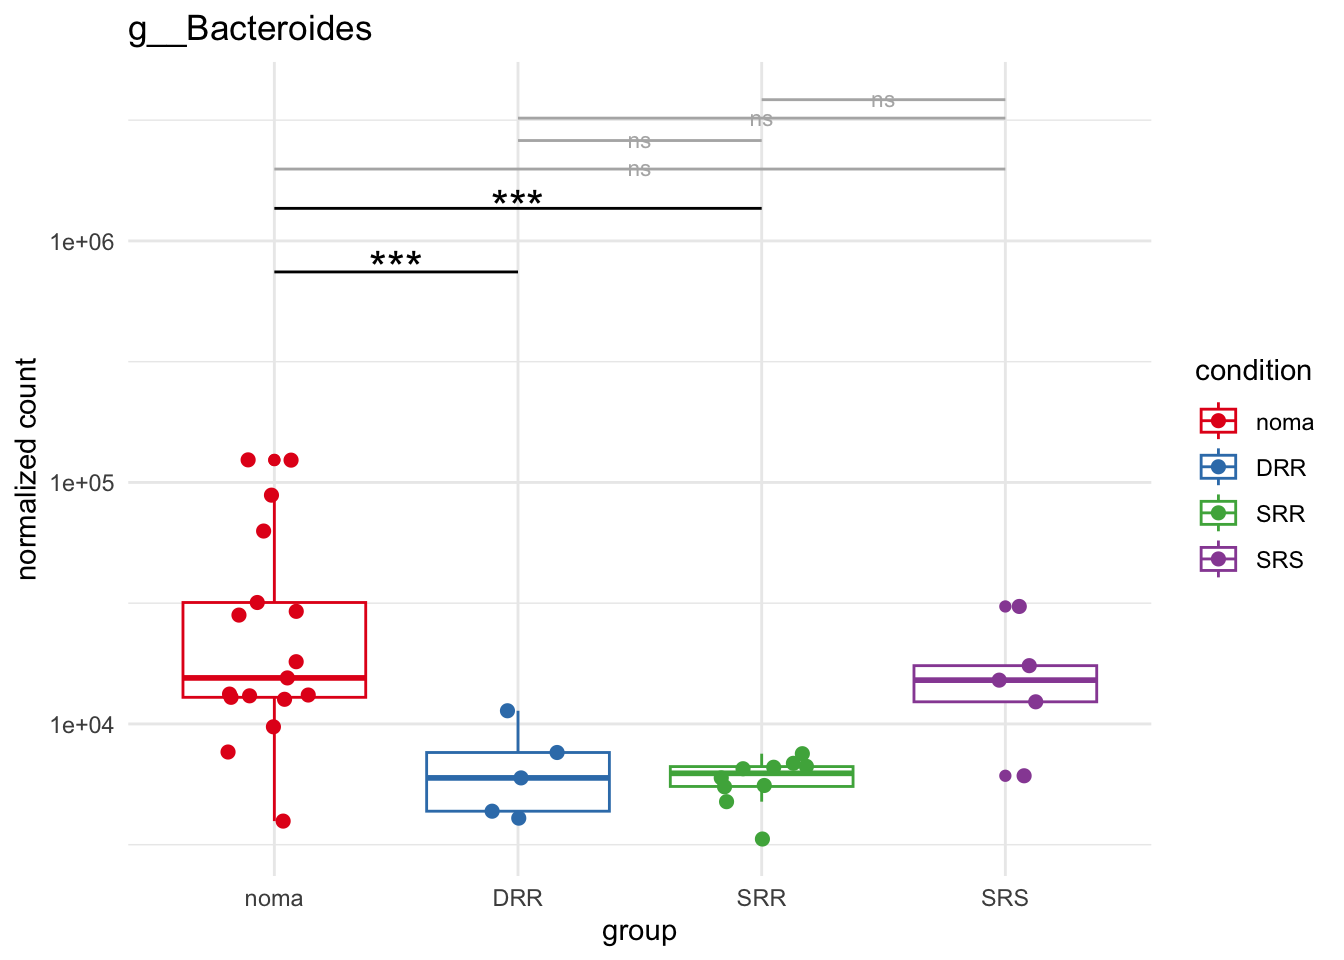 g__Bacteroides
ns
ns
ns
ns
***
***
1e+06
1e+05
1e+04
normalized count
noma
DRR
SRR
SRS
group
condition
noma
DRR
SRR
SRS